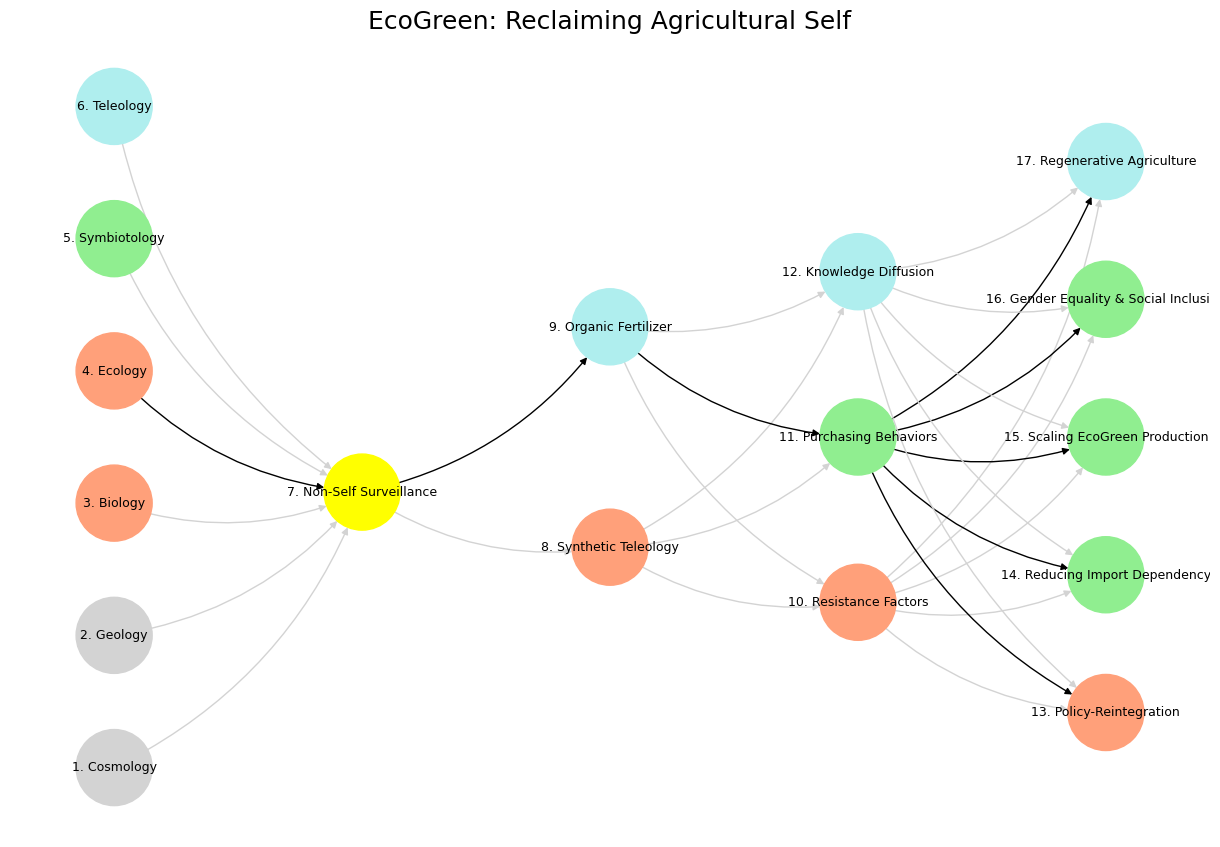 EcoGreen: Reclaiming Agricultural Self
6. Teleology
5. Symbiotology
4. Ecology
3. Biology
2. Geology
1. Cosmology
7. Non-Self Surveillance
9. Organic Fertilizer
8. Synthetic Teleology
12. Knowledge Diffusion
11. Purchasing Behaviors
10. Resistance Factors
17. Regenerative Agriculture
16. Gender Equality & Social Inclusi
15. Scaling EcoGreen Production
14. Reducing Import Dependency
13. Policy-Reintegration